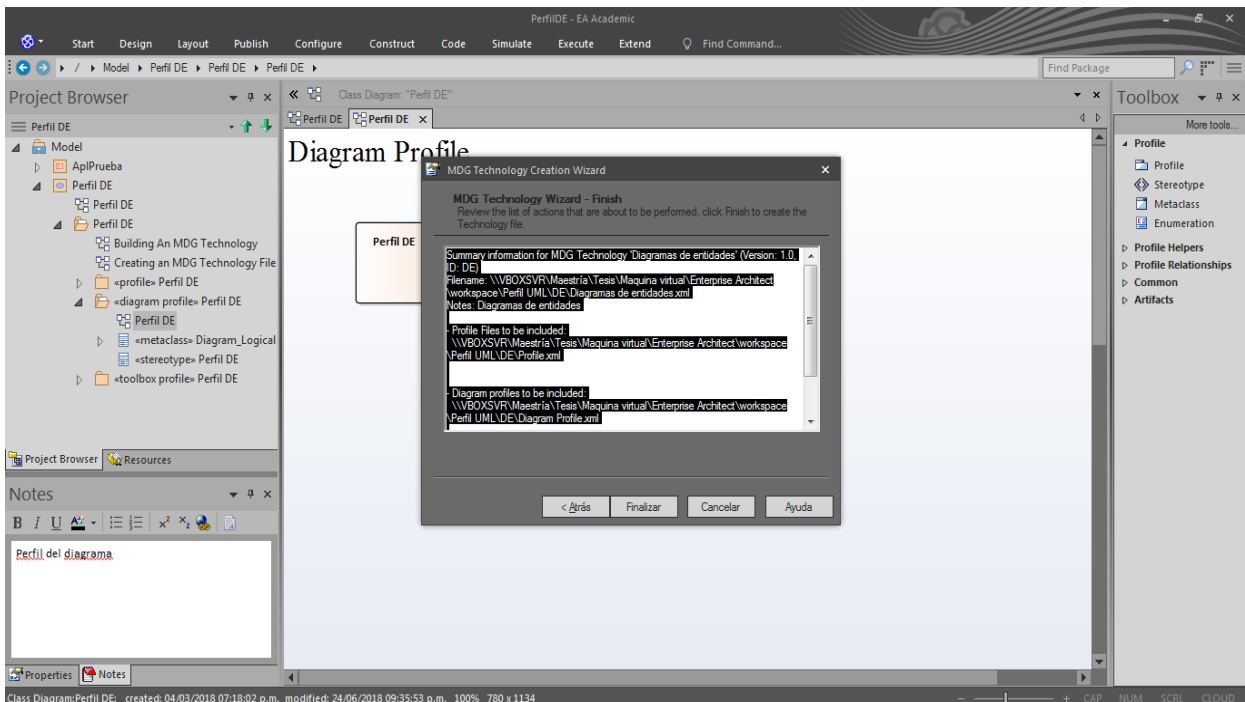 PerfilDE - EA Academic
Start Design Layout Publish Configure Construct Code Simulate Execute Extend Find Command...
/ Model Perfil DE Perfil DE Perfil DE
Find Package
Project Browser
Perfil DE
Model
AplPrueba
Perfil DE
Perfil DE
Perfil DE
Building An MDG Technology
Creating an MDG Technology File
«profile» Perfil DE
«diagram profile» Perfil DE
Perfil DE
«metaclass» Diagram_Logical
«stereotype» Perfil DE
«toolbox profile» Perfil DE
Project Browser Resources
Notes
B I U
Perfil del diagrama
Properties Notes
Class Diagram: "Perfil DE"
Perfil DE Perfil DE
Diagram Profile
Perfil DE
MDG Technology Creation Wizard
MDG Technology Wizard - Finish
Review the list of actions that are about to be performed, click Finish to create the
Technology file.
Summary information for MDG Technology 'Diagramas de entidades' (Version: 1.0,
ID: DE)
Filename: \\VBOXSVR\Maestría\Tesis\Maquina virtual\Enterprise Architect
\workspace\Perfil UML\DE\Diagramas de entidades.xml
Notes: Diagramas de entidades
- Profile Files to be included:
\\VBOXSVR\Maestría\Tesis\Maquina virtual\Enterprise Architect\workspace
\Perfil UML\DE\Profile.xml
- Diagram profiles to be included:
\\VBOXSVR\Maestría\Tesis\Maquina virtual\Enterprise Architect\workspace
\Perfil UML\DE\Diagram Profile.xml
< Atrás Finalizar Cancelar Ayuda
Toolbox
More tools...
Profile
Profile
Stereotype
Metaclass
Enumeration
Profile Helpers
Profile Relationships
Common
Artifacts
Class Diagram:Perfil DE: created: 04/03/2018 07:18:02 p.m. modified: 24/06/2018 09:35:53 p.m. 100% 780 x 1134
CAP NUM SCRL CLOUD